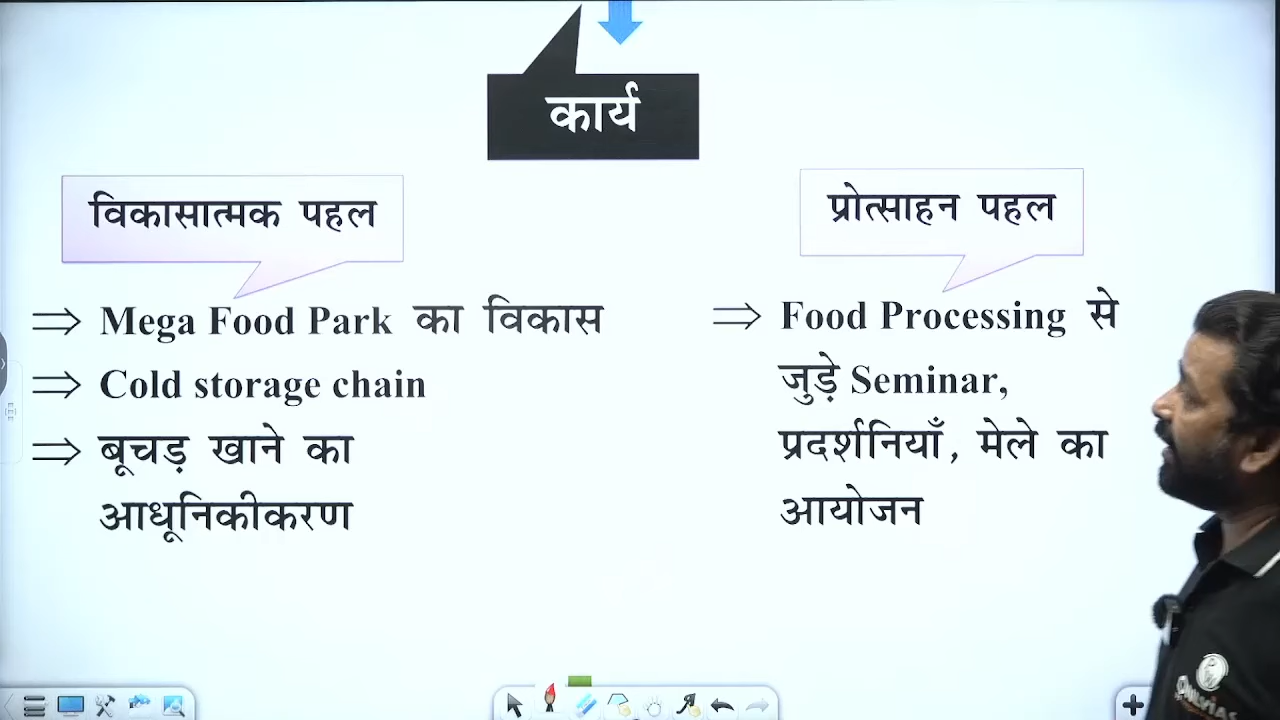 कार्य
विकासात्मक पहल
⇒ Mega Food Park का विकास
⇒ Cold storage chain
⇒ बूचड़ खाने का
आधूनिकीकरण
प्रोत्साहन पहल
⇒ Food Processing से
जुड़े Seminar,
प्रदर्शनियाँ, मेले का
आयोजन